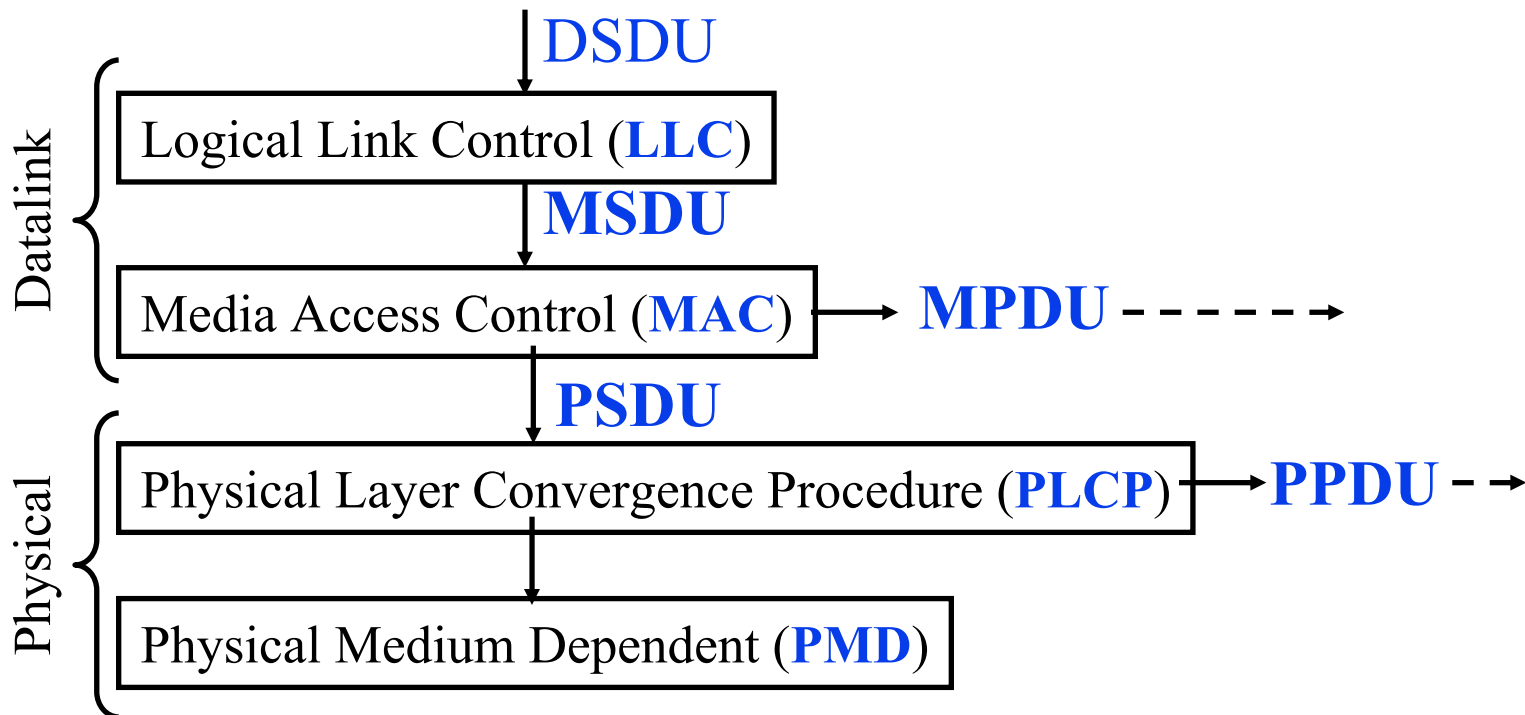 DSDU
Datalink
Logical Link Control (LLC)
MSDU
Media Access Control (MAC)
MPDU
PSDU
Physical
Physical Layer Convergence Procedure (PLCP)
PPDU
Physical Medium Dependent (PMD)